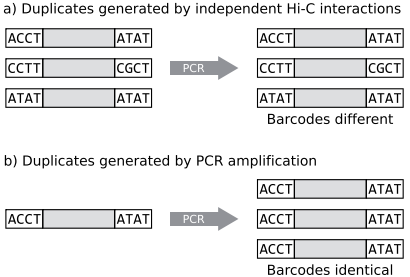 a) Duplicates generated by independent Hi-C interactions
ACCT ATAT PCR ACCT ATAT
CCTT CGCT CCTT CGCT
ATAT ATAT ATAT ATAT
Barcodes different
b) Duplicates generated by PCR amplification
ACCT ATAT
ACCT ATAT PCR ACCT ATAT
ACCT ATAT
Barcodes identical